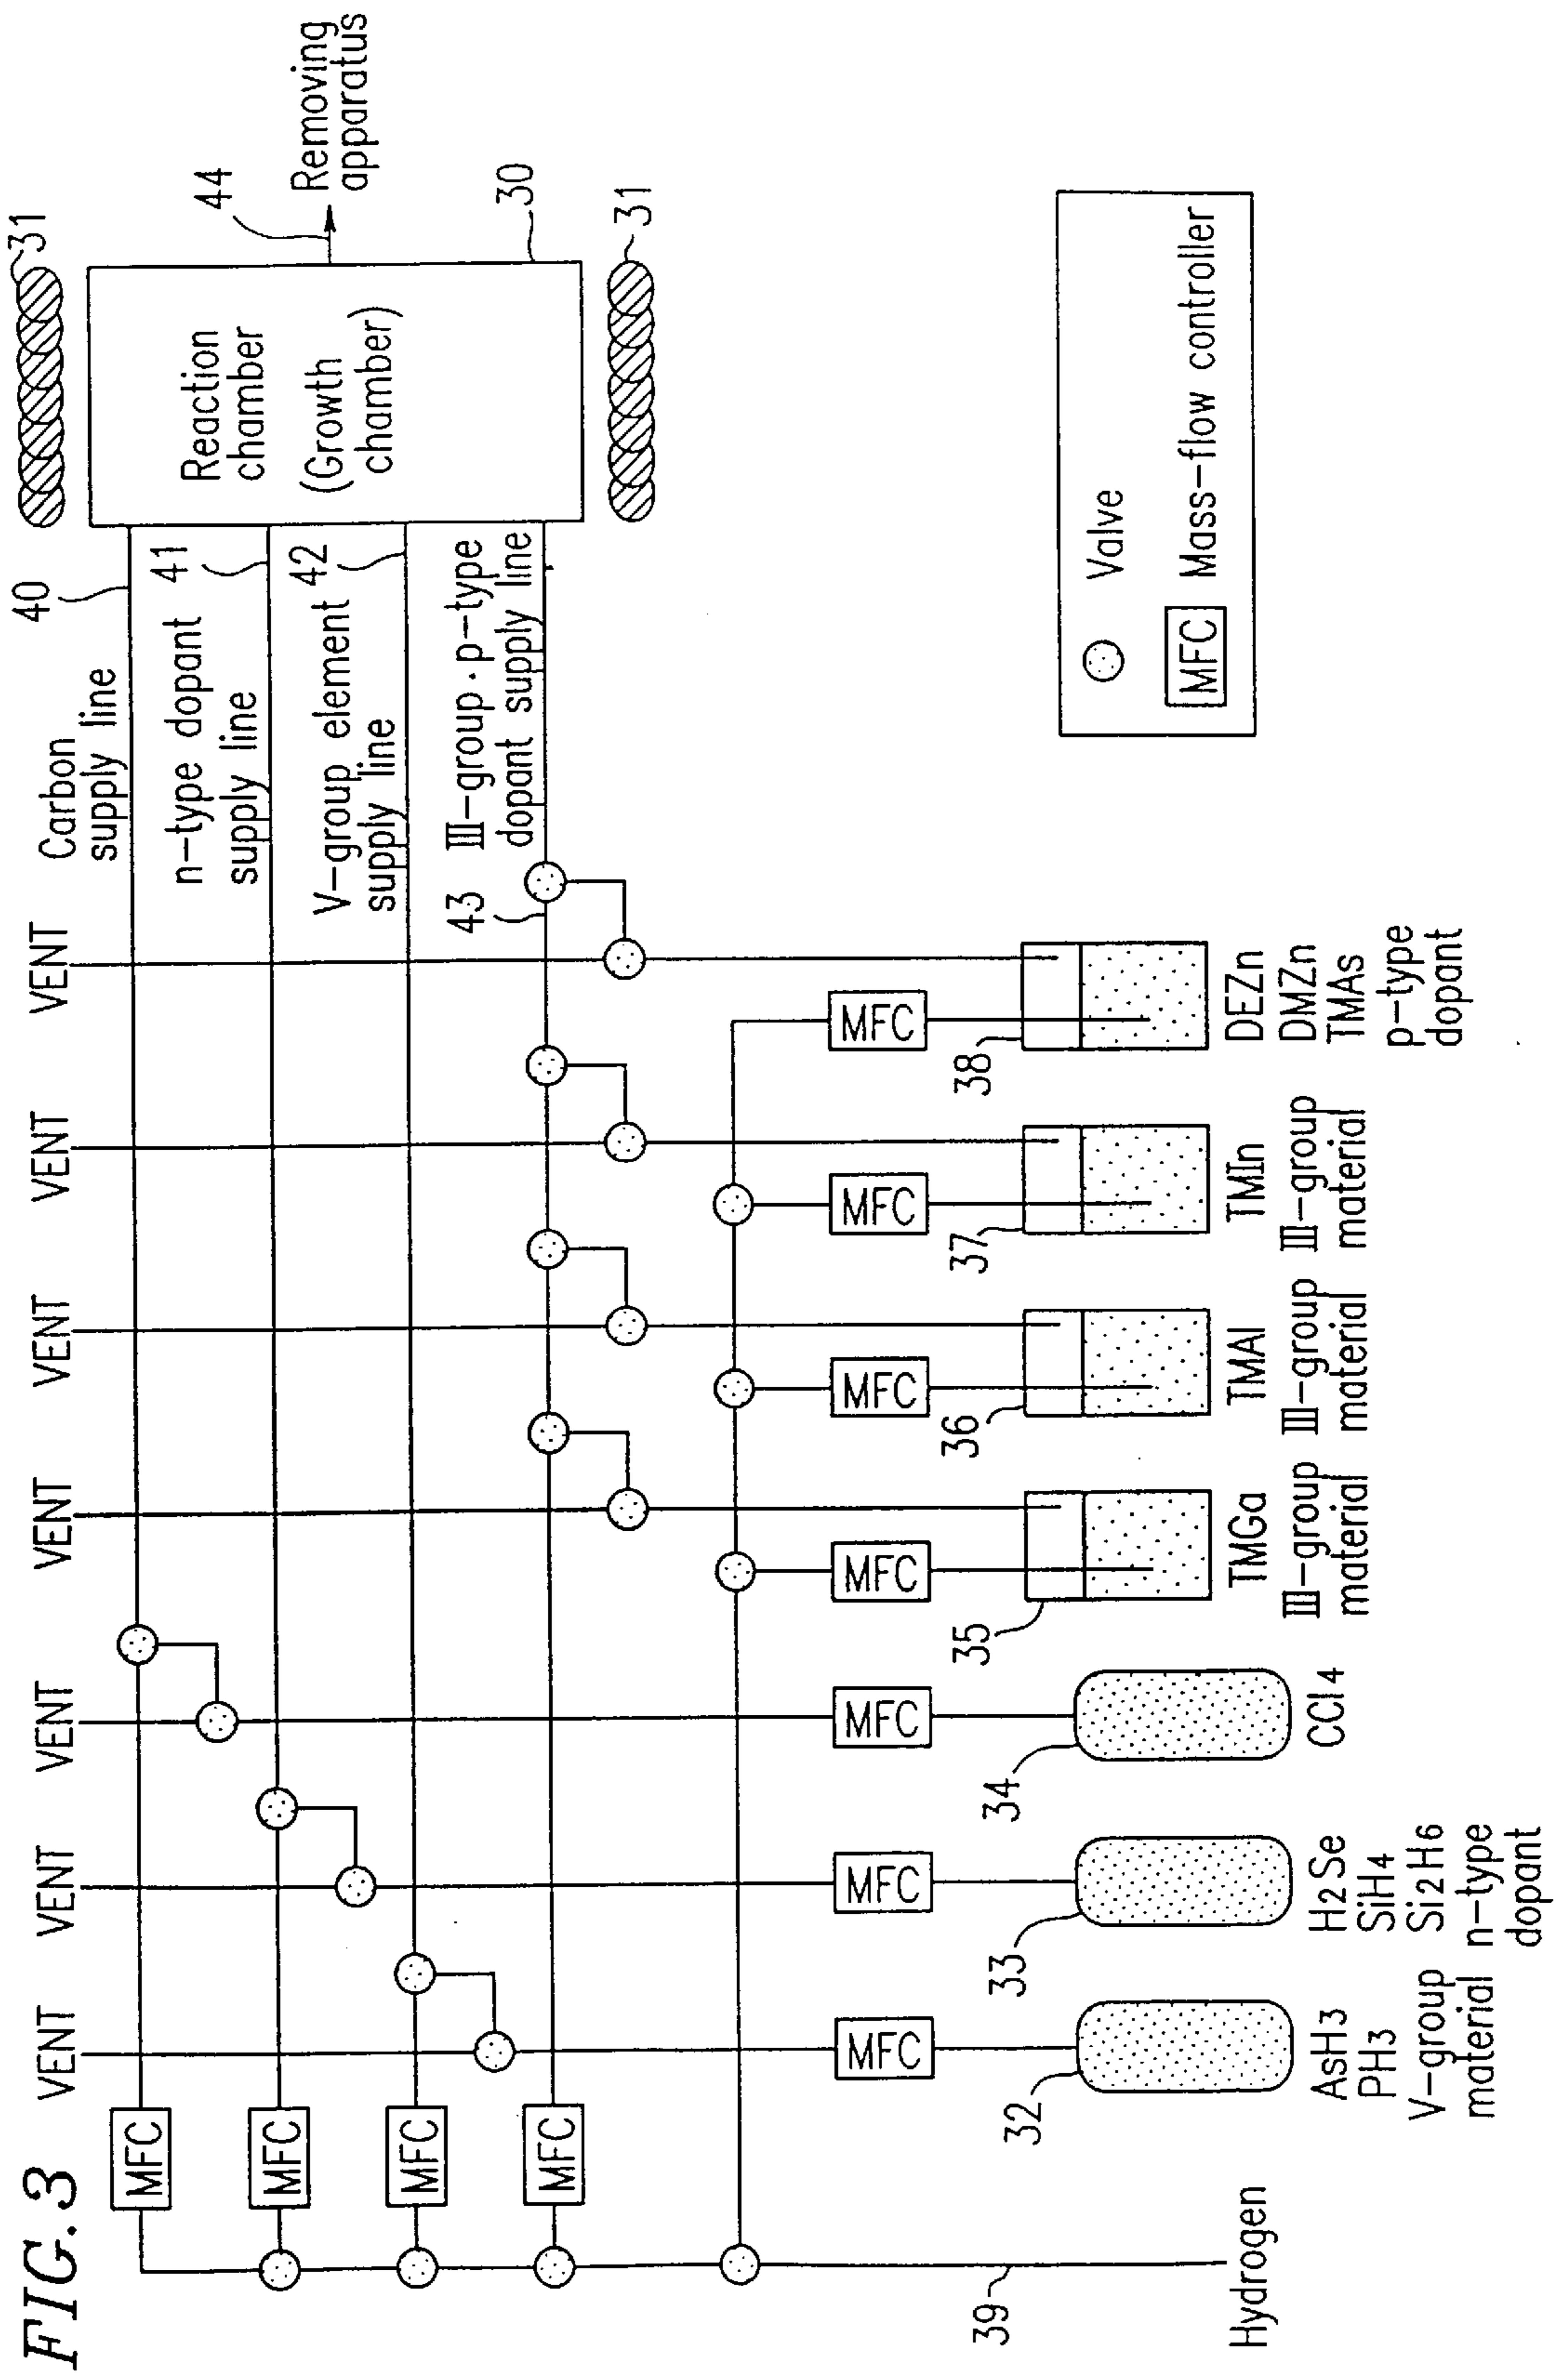 FIG. 3
VENT
VENT
VENT
VENT
VENT
VENT
VENT
40
31
Carbon
supply line
41
n-type dopant
supply line
42
V-group element
supply line
III-group·p-type
dopant supply line
43
Reaction
chamber
(Growth
chamber)
44
Removing
apparatus
30
31
MFC
MFC
MFC
MFC
MFC
MFC
MFC
MFC
MFC
MFC
MFC
39
32
33
34
35
36
37
38
Hydrogen
AsH3
PH3
V-group
material
H2Se
SiH4
Si2H6
n-type
dopant
CCl4
TMGa
III-group
material
TMAl
III-group
material
TMIn
III-group
material
DEZn
DMZn
TMAs
p-type
dopant
Valve
MFC Mass-flow controller